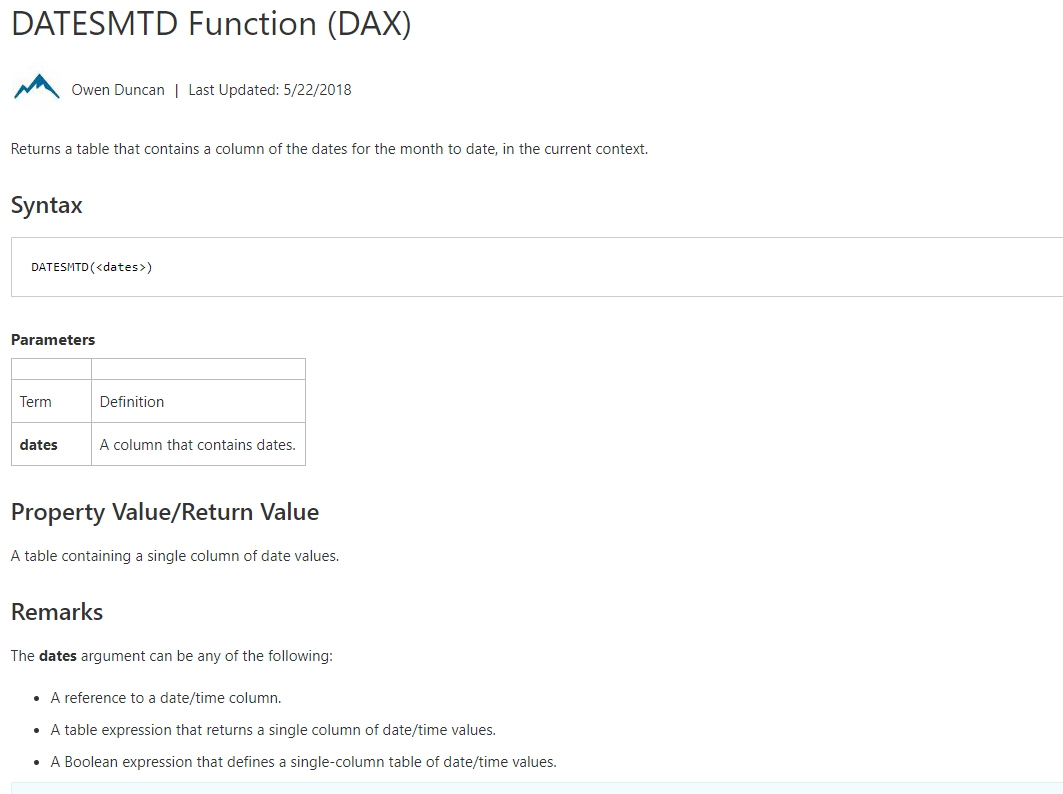 DATESMTD Function (DAX)
Owen Duncan | Last Updated: 5/22/2018
Returns a table that contains a column of the dates for the month to date, in the current context.
Syntax
DATESMTD(<dates>)
Parameters
Term Definition
dates A column that contains dates.
Property Value/Return Value
A table containing a single column of date values.
Remarks
The dates argument can be any of the following:
• A reference to a date/time column.
• A table expression that returns a single column of date/time values.
• A Boolean expression that defines a single-column table of date/time values.